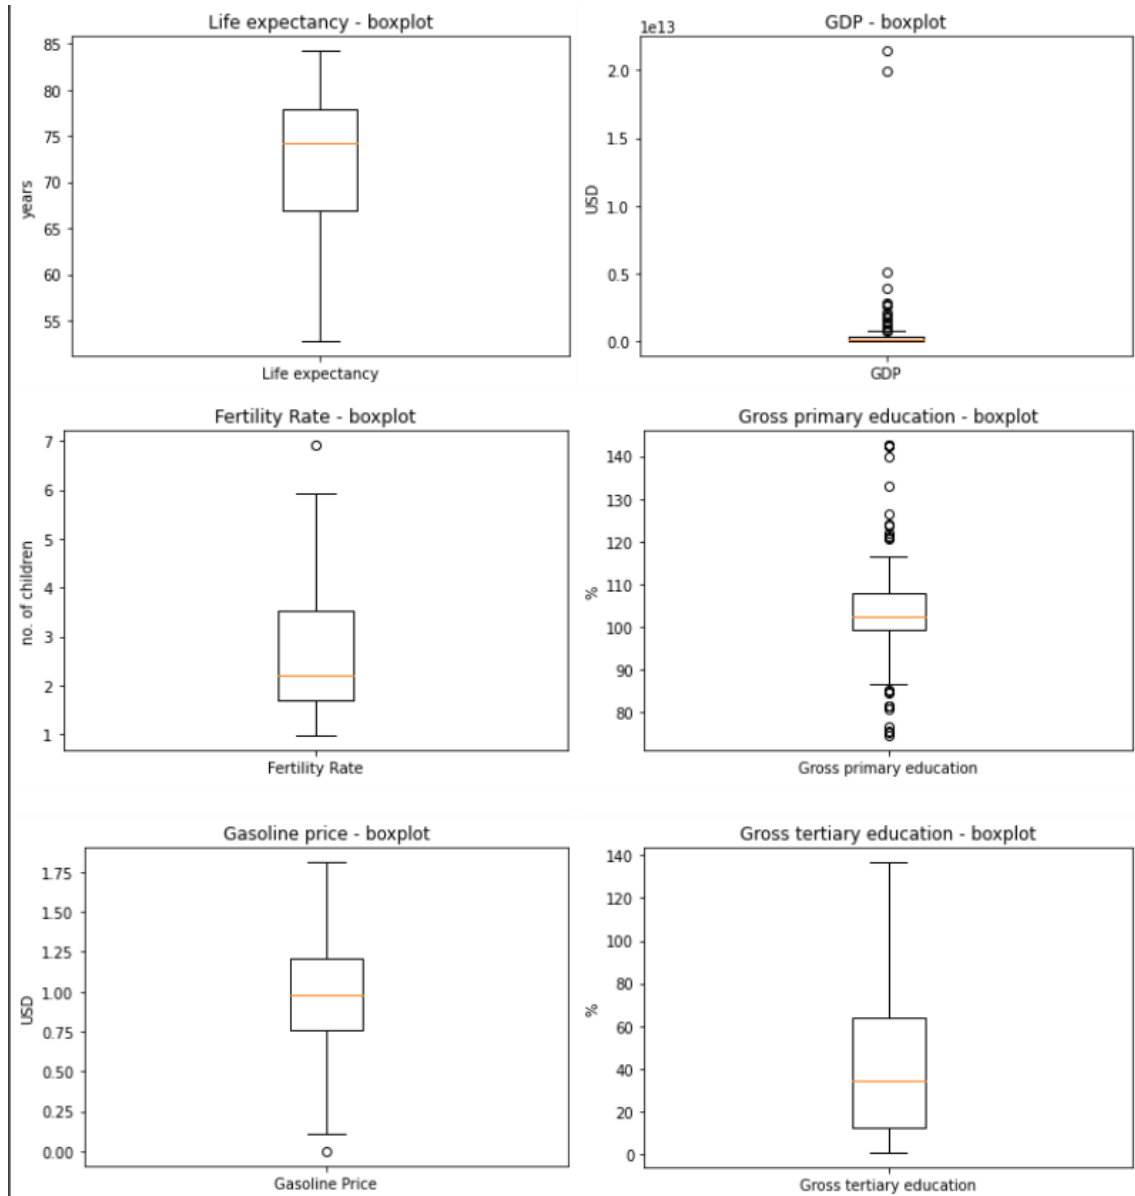 Life expectancy - boxplot
85
80
75
70
65
60
55
years
Life expectancy
GDP - boxplot
1e13
2.0
1.5
1.0
0.5
0.0
USD
GDP
Fertility Rate - boxplot
7
6
5
4
3
2
1
no. of children
Fertility Rate
Gross primary education - boxplot
140
130
120
110
100
90
80
%
Gross primary education
Gasoline price - boxplot
1.75
1.50
1.25
1.00
0.75
0.50
0.25
0.00
USD
Gasoline Price
Gross tertiary education - boxplot
140
120
100
80
60
40
20
0
%
Gross tertiary education